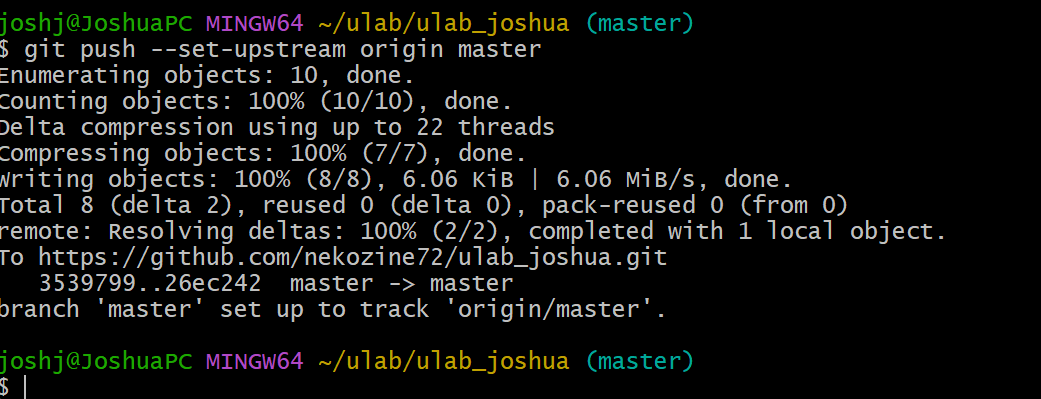 joshj@JoshuaPC MINGW64 ~/ulab/ulab_joshua (master)
$ git push --set-upstream origin master
Enumerating objects: 10, done.
Counting objects: 100% (10/10), done.
Delta compression using up to 22 threads
Compressing objects: 100% (7/7), done.
Writing objects: 100% (8/8), 6.06 KiB | 6.06 MiB/s, done.
Total 8 (delta 2), reused 0 (delta 0), pack-reused 0 (from 0)
remote: Resolving deltas: 100% (2/2), completed with 1 local object.
To https://github.com/nekozine72/ulab_joshua.git
   3539799..26ec242  master -> master
branch 'master' set up to track 'origin/master'.
joshj@JoshuaPC MINGW64 ~/ulab/ulab_joshua (master)
$